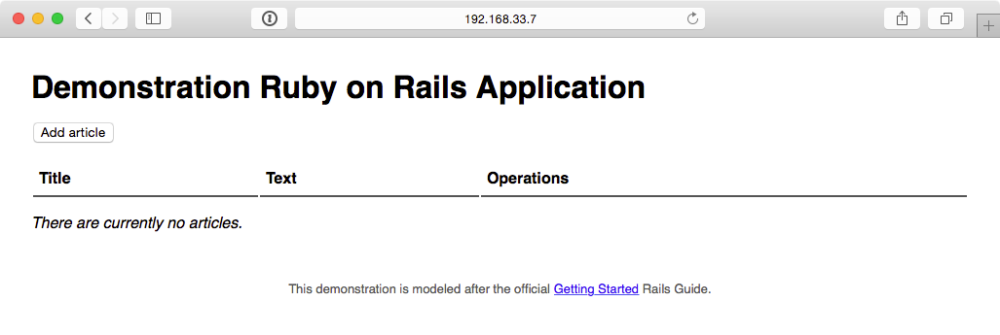 192.168.33.7
Demonstration Ruby on Rails Application
Add article
Title Text Operations
There are currently no articles.
This demonstration is modeled after the official Getting Started Rails Guide.